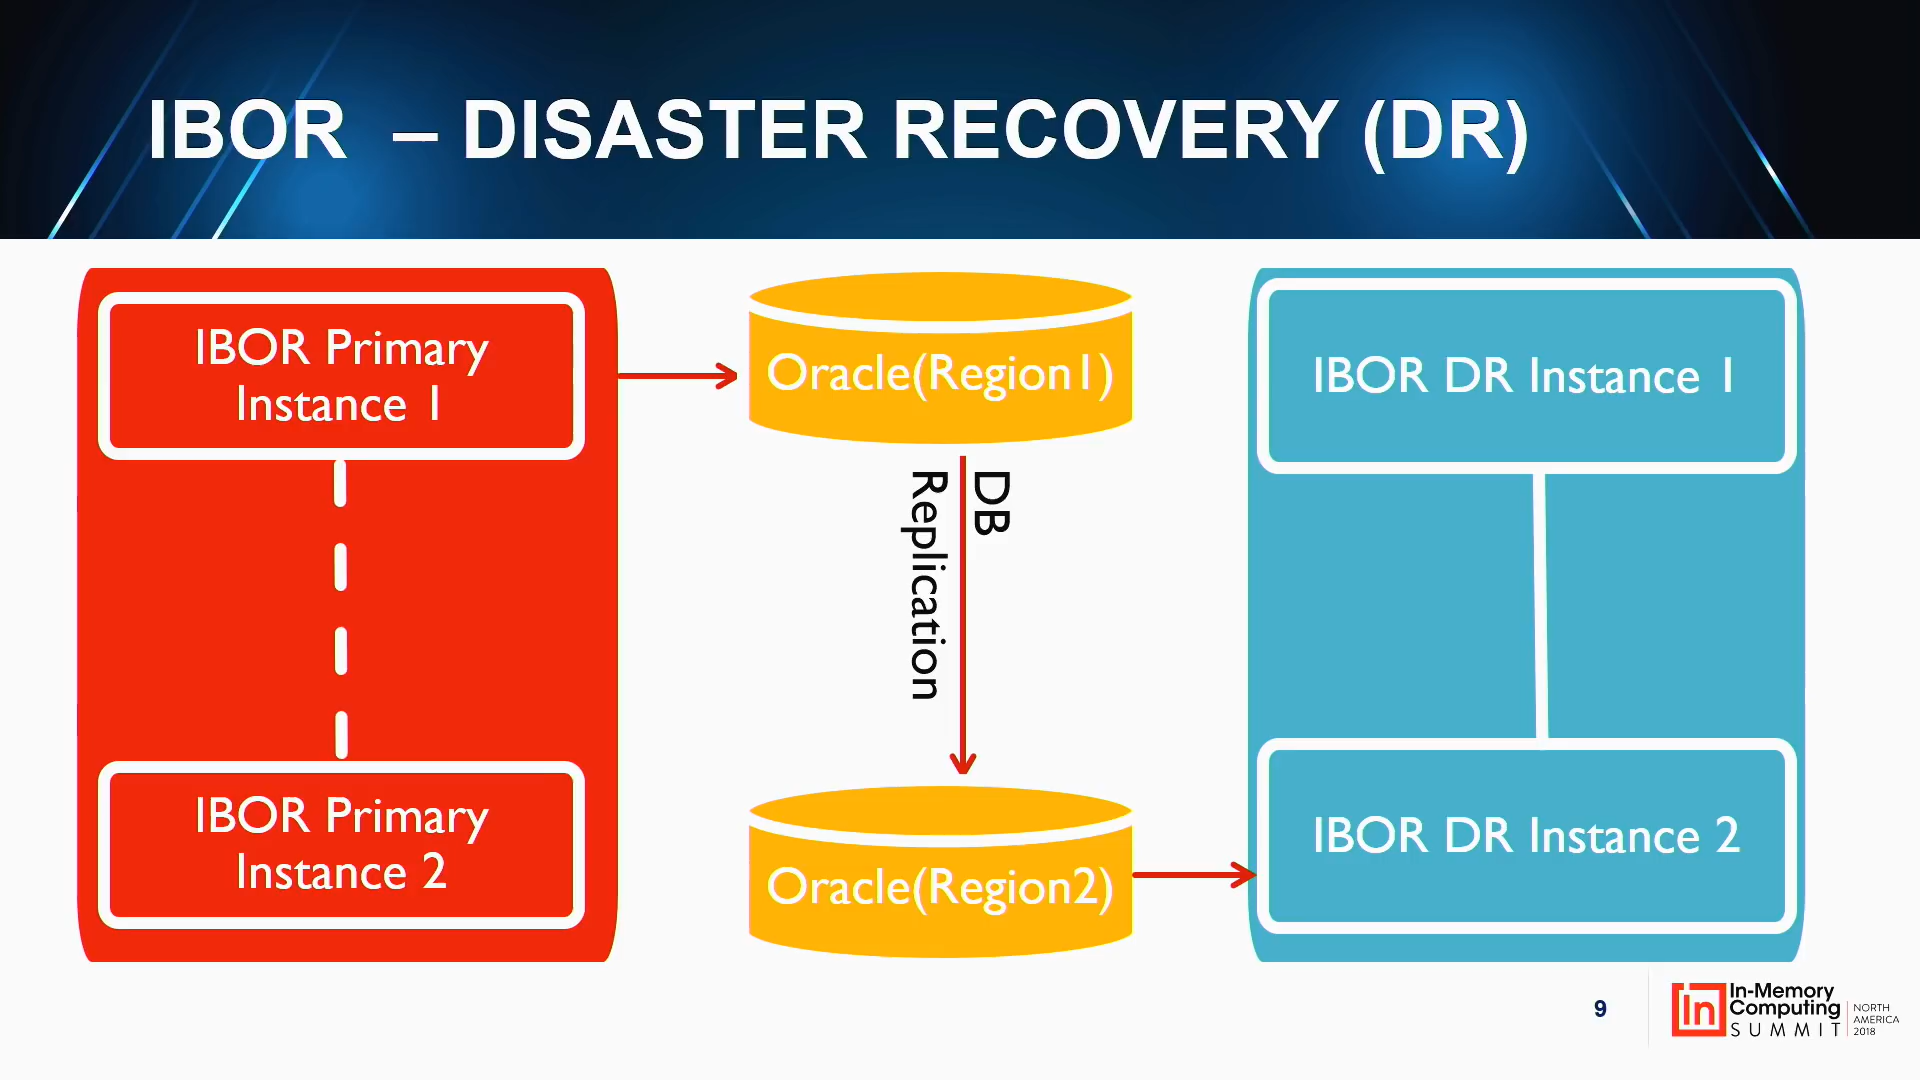 IBOR – DISASTER RECOVERY (DR)
IBOR Primary
Instance 1
IBOR Primary
Instance 2
Oracle(Region1)
DB
Replication
Oracle(Region2)
IBOR DR Instance 1
IBOR DR Instance 2
9
In
In-Memory
Computing
SUMMIT
NORTH
AMERICA
2018